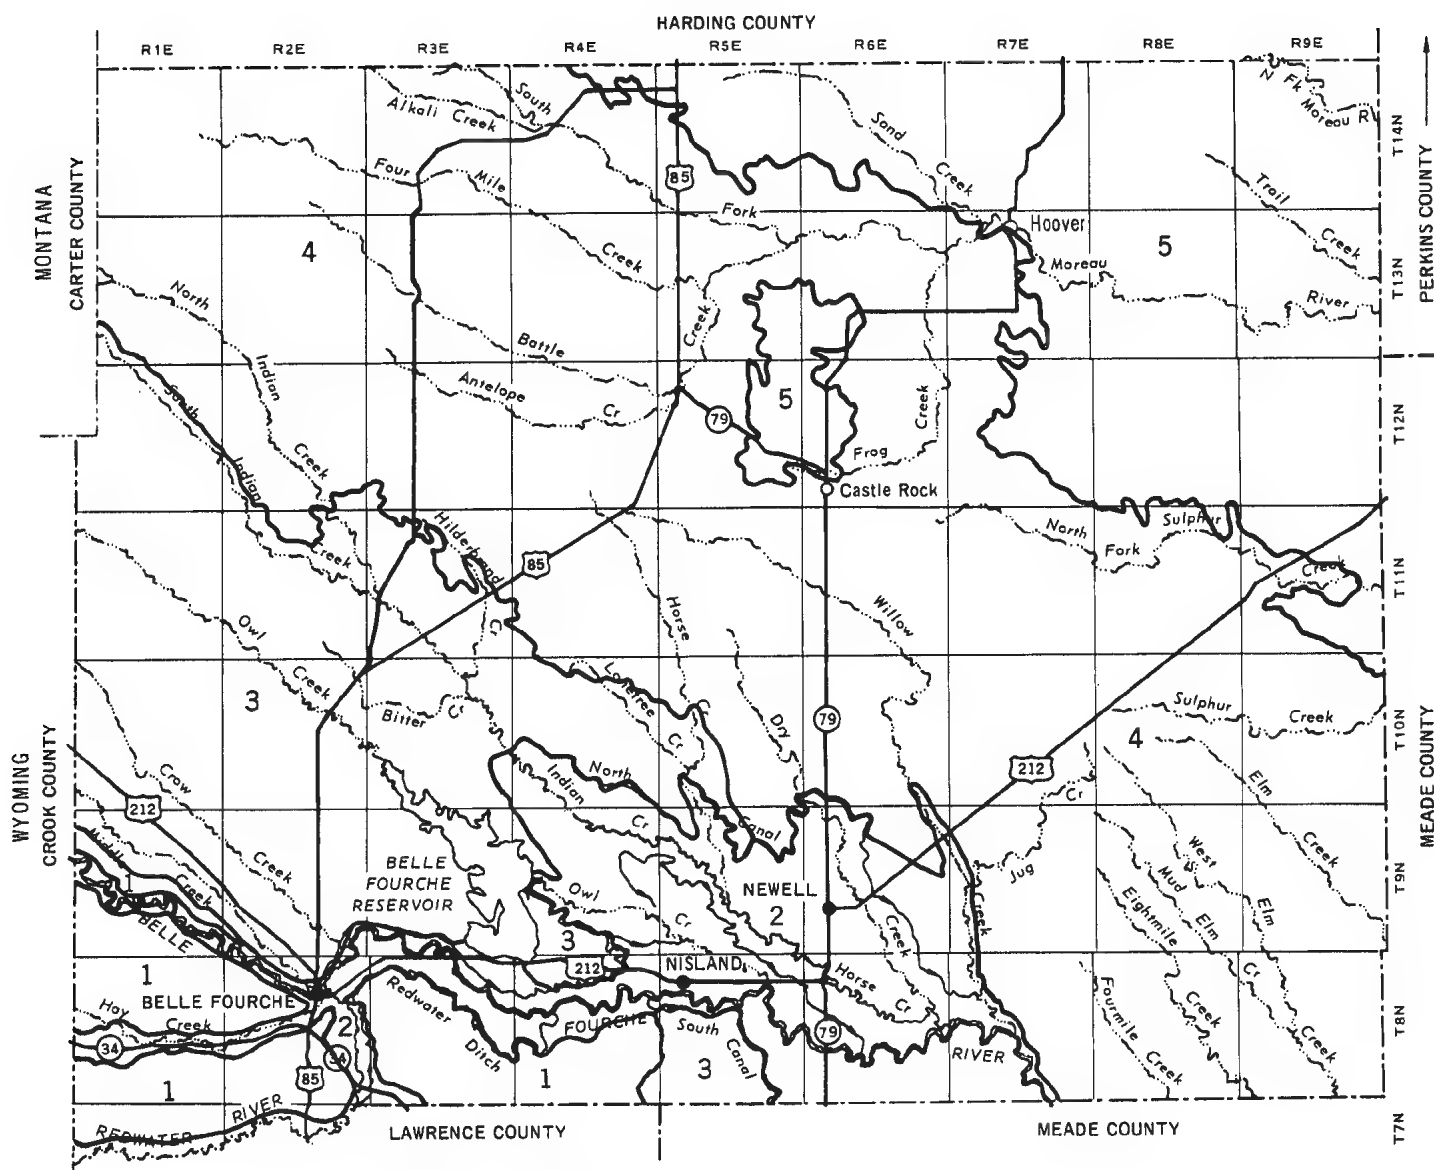 HARDING COUNTY
R1E R2E R3E R4E R5E R6E R7E R8E R9E
N Fk Moreau R
South
Alkali Creek
Sand Creek
T14N
Four Mile Creek
85
Trail Creek
PERKINS COUNTY
Fork
Hoover
MONTANA
CARTER COUNTY
4
5
Moreau River
T13N
North Indian Creek
Creek
Battle
Antelope Cr
South Indian Creek
79
5
Frog Creek
T12N
Castle Rock
Hilderbrand Cr
85
North Fork Sulphur Creek
T11N
Owl Creek
Horse Cr
Willow
3
Bitter Cr
Lonetree Cr
Dry
79
Sulphur Creek
4
T10N
WYOMING
CROOK COUNTY
MEADE COUNTY
212
Crow Creek
Indian Cr
North Canal
212
Jug Cr
Elm Creek
Middle Creek
1
BELLE
FOURCHE
RESERVOIR
Owl Cr
NEWELL
2
Creek
Creek
West
Mud
Elm
Elm
Eightmile
T9N
BELLE
3
212
NISLAND
1
BELLE FOURCHE
Horse Cr
Cr
Creek
Creek
Hay Creek
34
2
34
Redwater Ditch
FOURCHE
South Canal
79
RIVER
Fourmile Creek
T8N
1
85
1
3
REDWATER RIVER
LAWRENCE COUNTY
MEADE COUNTY
T7N